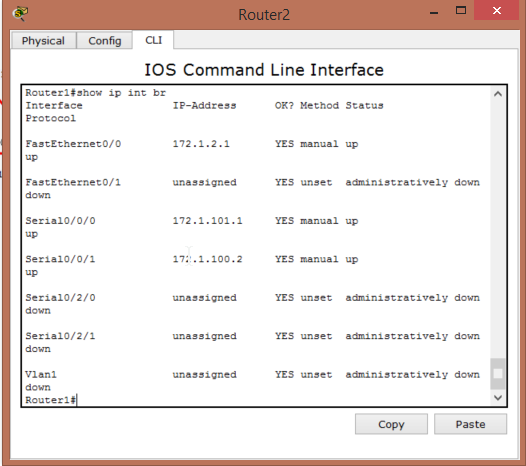 Router2
Physical Config CLI
IOS Command Line Interface
Router1#show ip int br
Interface IP-Address OK? Method Status
Protocol
FastEthernet0/0 172.1.2.1 YES manual up
up
FastEthernet0/1 unassigned YES unset administratively down
down
Serial0/0/0 172.1.101.1 YES manual up
up
Serial0/0/1 172.1.100.2 YES manual up
up
Serial0/2/0 unassigned YES unset administratively down
down
Serial0/2/1 unassigned YES unset administratively down
down
Vlan1 unassigned YES unset administratively down
down
Router1#
Copy Paste